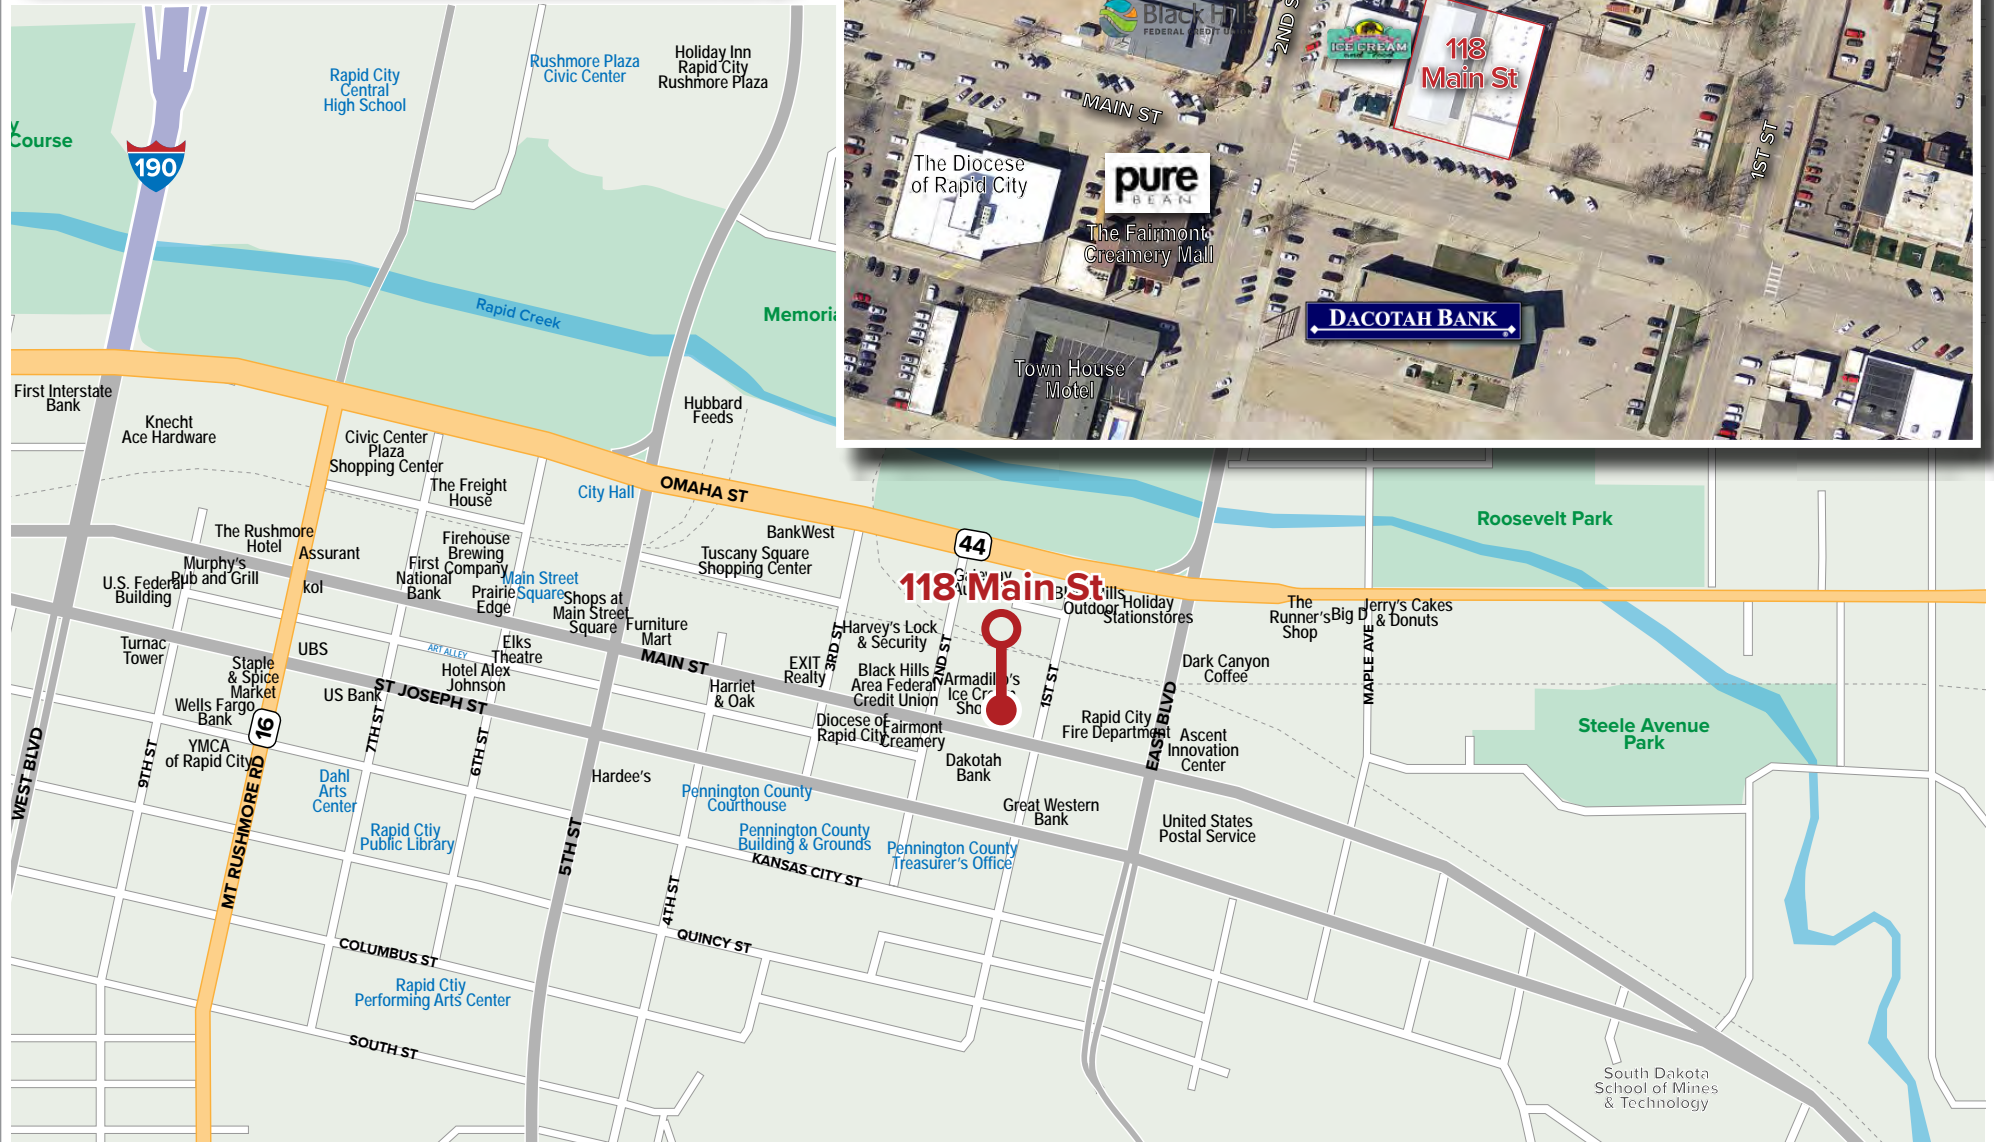 y
Course
190
Rapid City
Central
High School
Rushmore Plaza
Civic Center
Holiday Inn
Rapid City
Rushmore Plaza
Rapid Creek
Memoria
Black Hills
FEDERAL CREDIT UNION
2ND S
ICE CREAM
118
Main St
MAIN ST
1ST ST
The Diocese
of Rapid City
pure
BEAN
The Fairmont
Creamery Mall
DACOTAH BANK
Town House
Motel
First Interstate
Bank
Knecht
Ace Hardware
Civic Center
Plaza
Shopping Center
The Freight
House
City Hall
Hubbard
Feeds
OMAHA ST
44
Roosevelt Park
BankWest
Tuscany Square
Shopping Center
The Rushmore
Hotel
Murphy's
Pub and Grill
U.S. Federal
Building
Assurant
kol
First
National
Bank
Firehouse
Brewing
Company
Prairie
Edge
Main Street
Square
Shops at
Main Street
Square
Furniture
Mart
118 Main St
Outdoor
Holiday
Stationstores
The
Runner's
Shop
Big D
Jerry's Cakes
& Donuts
Turnac
Tower
Staple
& Spice
Market
UBS
ART ALLEY
Elks
Theatre
Hotel Alex
Johnson
US Bank
Wells Fargo
Bank
YMCA
of Rapid City
16
ST JOSEPH ST
MAIN ST
Harriet
& Oak
EXIT
Realty
3RD ST
Harvey's Lock
& Security
Black Hills
Area Federal
Credit Union
2ND ST
Armadillo's
Ice Cream
Shop
1ST ST
Diocese of
Rapid City
Fairmont
Creamery
Dakotah
Bank
Rapid City
Fire Department
EAST BLVD
Dark Canyon
Coffee
Ascent
Innovation
Center
MAPLE AVE
Steele Avenue
Park
WEST BLVD
9TH ST
MT RUSHMORE RD
7TH ST
6TH ST
5TH ST
4TH ST
Dahl
Arts
Center
Rapid Ctiy
Public Library
Hardee's
Pennington County
Courthouse
Pennington County
Building & Grounds
Pennington County
Treasurer's Office
Great Western
Bank
United States
Postal Service
KANSAS CITY ST
QUINCY ST
COLUMBUS ST
Rapid Ctiy
Performing Arts Center
SOUTH ST
South Dakota
School of Mines
& Technology